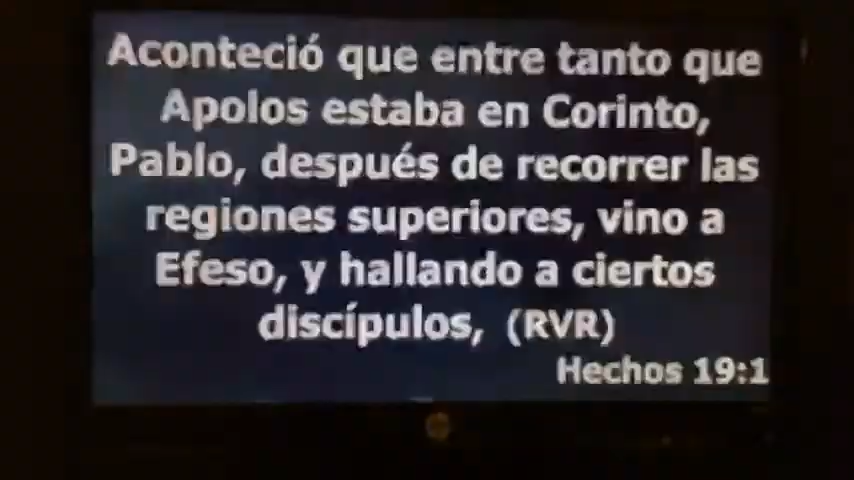 Aconteció que entre tanto que
Apolos estaba en Corinto,
Pablo, después de recorrer las
regiones superiores, vino a
Efeso, y hallando a ciertos
discípulos, (RVR)
Hechos 19:1